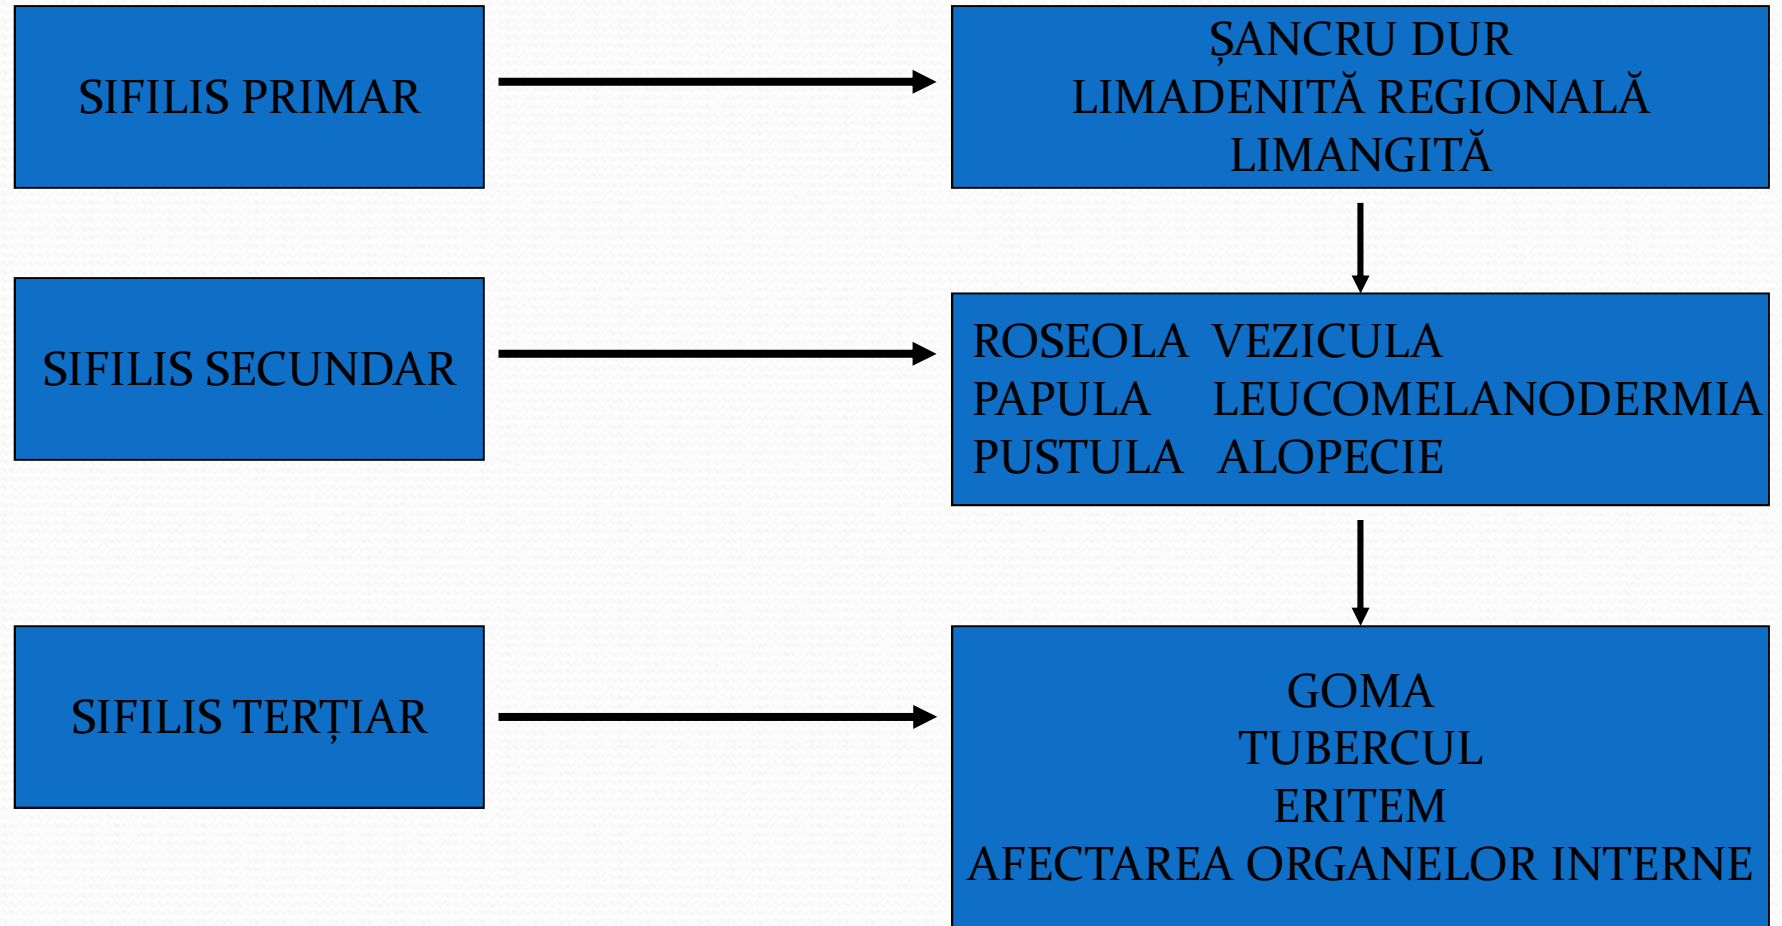 SIFILIS PRIMAR
ȘANCRU DUR
LIMADENITĂ REGIONALĂ
LIMANGITĂ
SIFILIS SECUNDAR
ROSEOLA VEZICULA
PAPULA LEUCOMELANODERMIA
PUSTULA ALOPECIE
SIFILIS TERȚIAR
GOMA
TUBERCUL
ERITEM
AFECTAREA ORGANELOR INTERNE